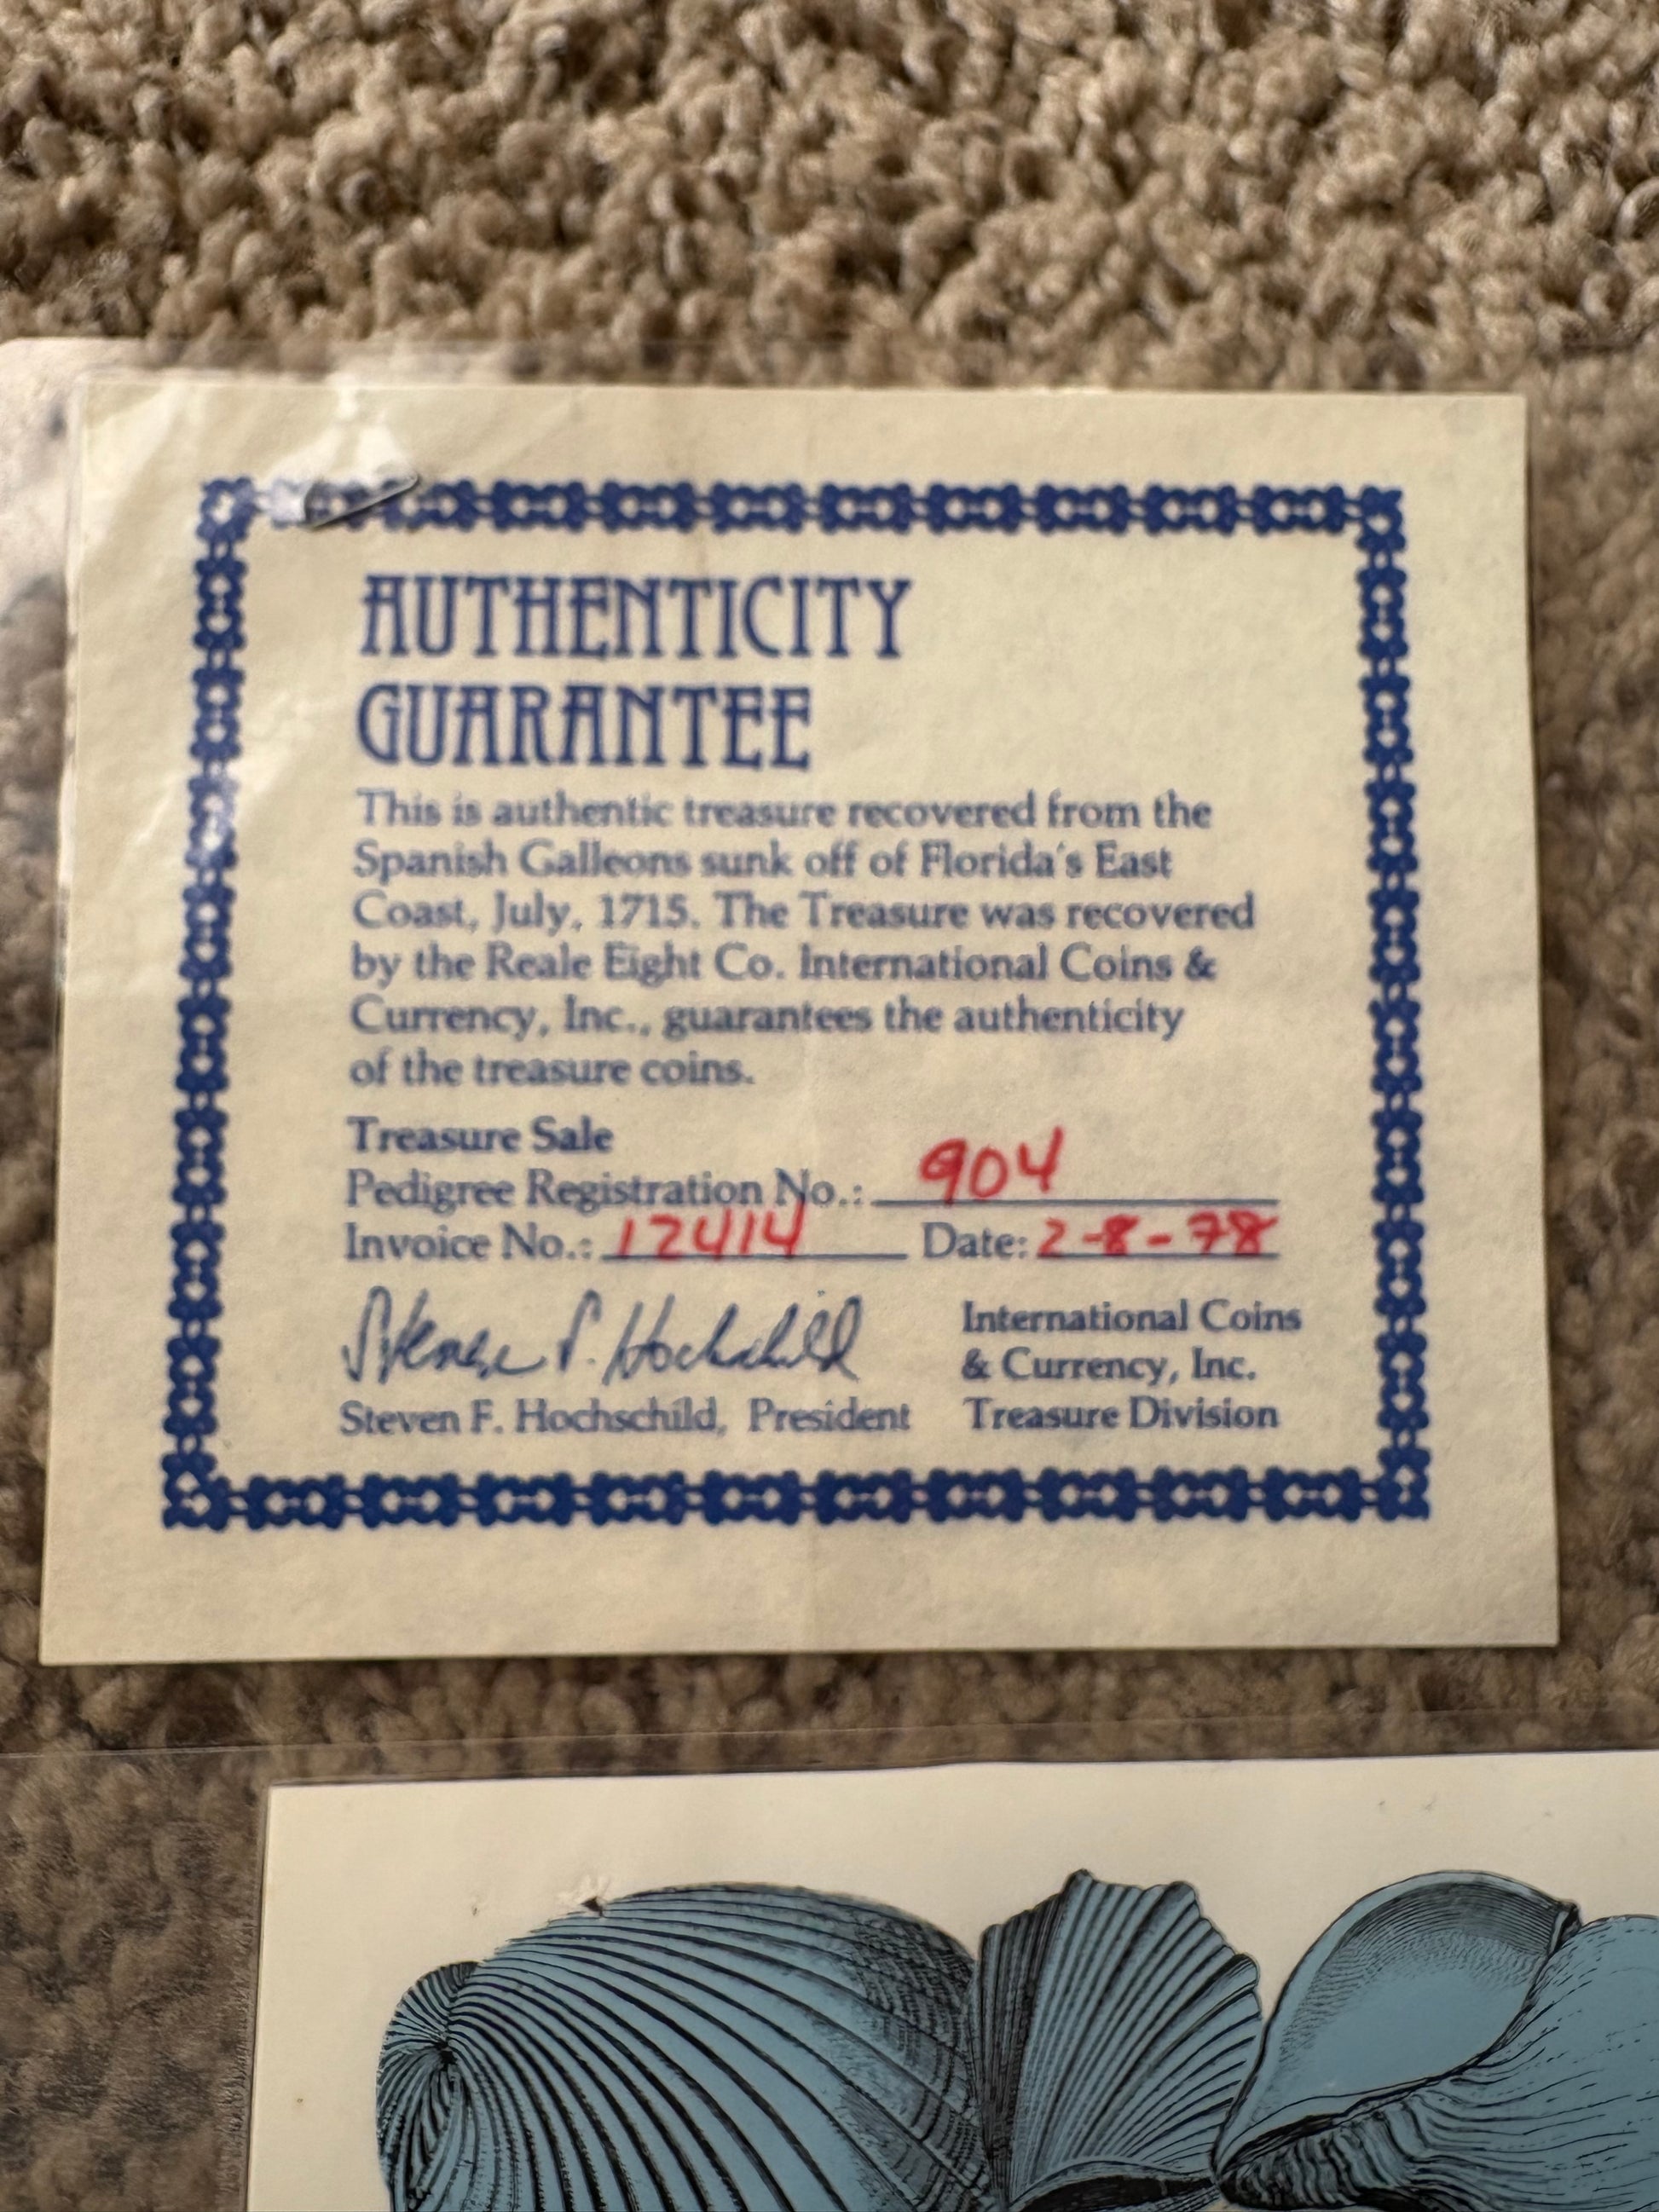 AUTHENTICITY
GUARANTEE
This is authentic treasure recovered from the
Spanish Galleons sunk off of Florida's East
Coast, July, 1715. The Treasure was recovered
by the Reale Eight Co. International Coins &
Currency, Inc., guarantees the authenticity
of the treasure coins.
Treasure Sale
Pedigree Registration No.: 904
Invoice No.: 12414 Date: 2-8-78
Steven F. Hochschild
International Coins
& Currency, Inc.
Steven F. Hochschild, President Treasure Division